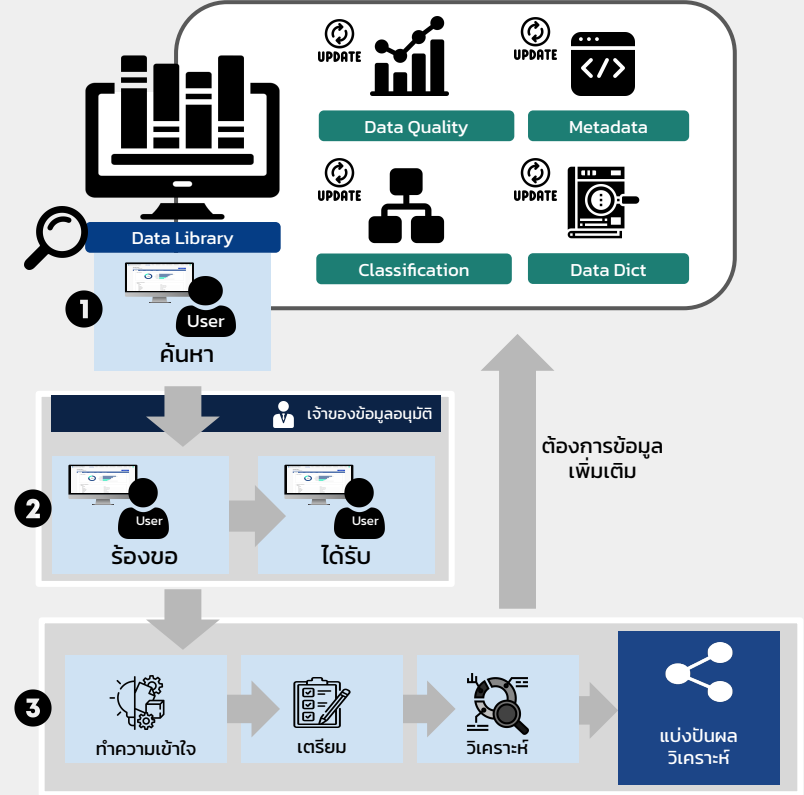 UPDATE
UPDATE
Data Quality
Metadata
UPDATE
UPDATE
Data Library
Classification
Data Dict
1
User
ค้นหา
เจ้าของข้อมูลอนุมัติ
ต้องการข้อมูล
เพิ่มเติม
2
User
User
ร้องขอ
ได้รับ
3
ทำความเข้าใจ
เตรียม
วิเคราะห์
แบ่งปันผล
วิเคราะห์